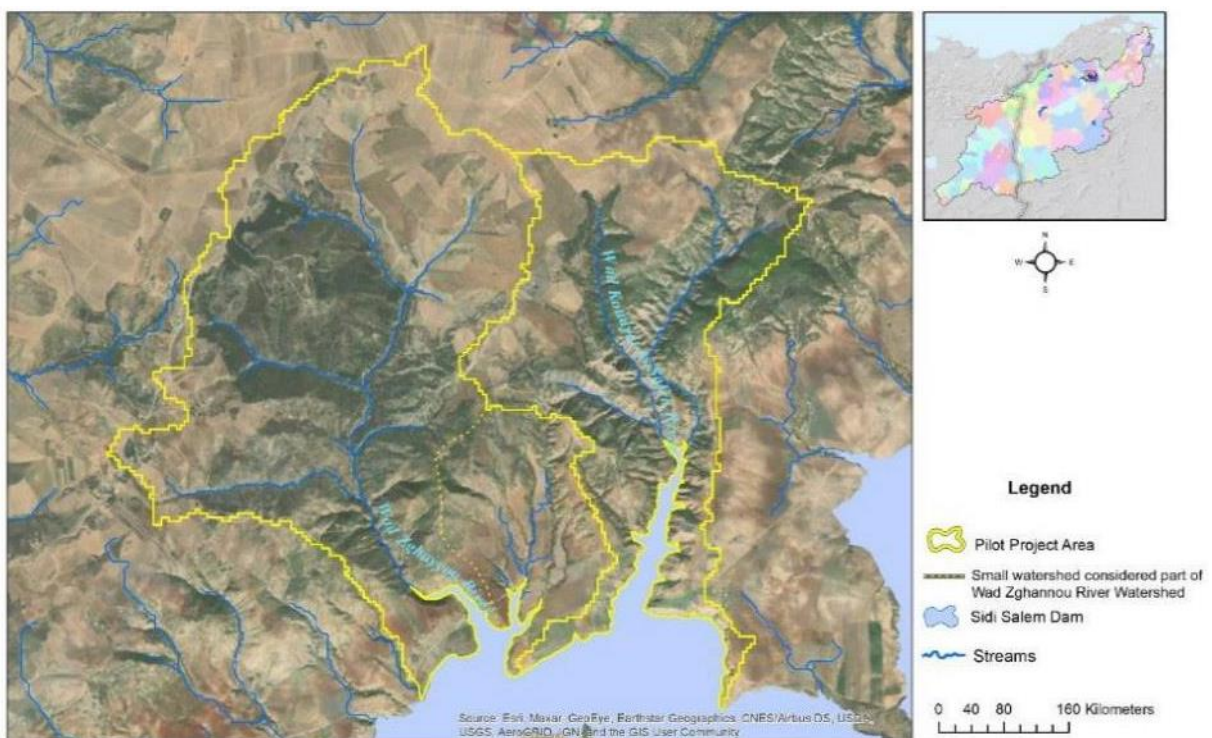 N
W E
S
Wad Zghayyou River
Legend
Pilot Project Area
Small watershed considered part of
Wad Zghannou River Watershed
Sidi Salem Dam
Streams
0 40 80 160 Kilometers
Source: Esri, Maxar, GeoEye, Earthstar Geographics, CNES/Airbus DS, USDA,
USGS, AeroGRID, IGN, and the GIS User Community